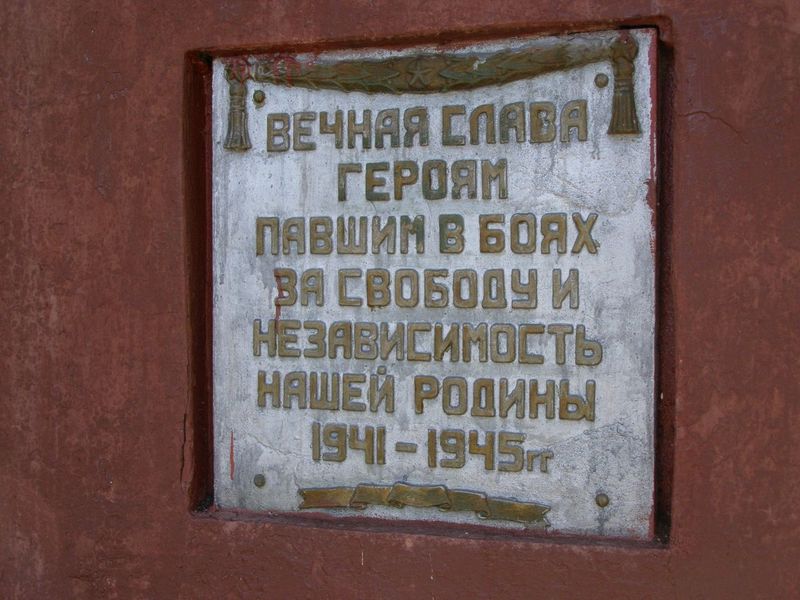 ВЕЧНАЯ СЛАВА
ГЕРОЯМ
ПАВШИМ В БОЯХ
ЗА СВОБОДУ И
НЕЗАВИСИМОСТЬ
НАШЕЙ РОДИНЫ
1941 - 1945гг